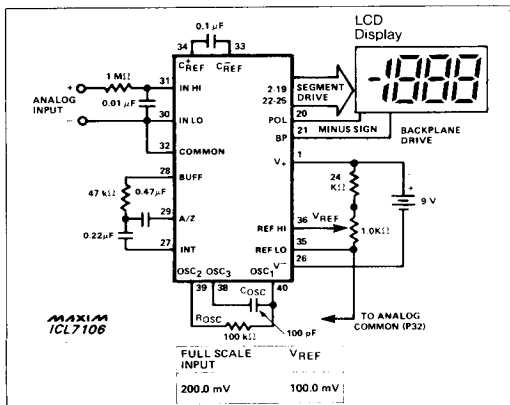 LCD
Display
0.1 µF
34
33
C+REF
C-REF
1 MΩ
+
31
IN HI
ANALOG
INPUT
0.01 µF
-
30
IN LO
32
COMMON
28
BUFF
47 kΩ
0.47µF
29
A/Z
0.22µF
27
INT
2-19
22-25
SEGMENT
DRIVE
-1888
POL
20
MINUS SIGN
BACKPLANE
DRIVE
BP
21
V+
1
24
KΩ
+
9 V
REF HI
36
VREF
1.0KΩ
REF LO
35
V-
26
OSC2
OSC3
OSC1
39
38
40
COSC
ROSC
100 kΩ
100 pF
TO ANALOG
COMMON (P32)
MAXIM
ICL7106
FULL SCALE
INPUT
VREF
200.0 mV
100.0 mV